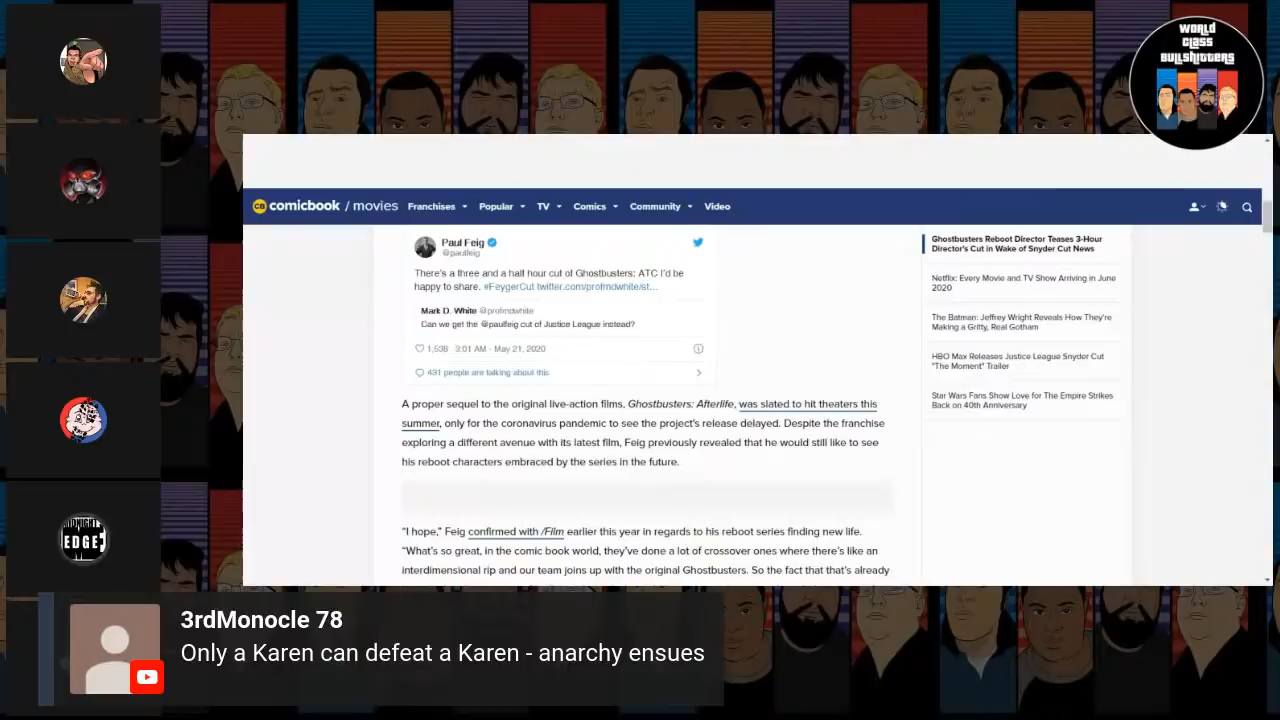 WORLD
CLASS
BULLSHITTERS
CB comicbook / movies Franchises Popular TV Comics Community Video
Paul Feig
@paulfeig
There's a three and a half hour cut of Ghostbusters: ATC I'd be
happy to share. #FeygerCut twitter.com/profmdwhite/st...
Mark D. White @profmdwhite
Can we get the @paulfeig cut of Justice League instead?
1,538 3:01 AM - May 21, 2020
431 people are talking about this
A proper sequel to the original live-action films, Ghostbusters: Afterlife, was slated to hit theaters this
summer, only for the coronavirus pandemic to see the project's release delayed. Despite the franchise
exploring a different avenue with its latest film, Feig previously revealed that he would still like to see
his reboot characters embraced by the series in the future.
"I hope," Feig confirmed with /Film earlier this year in regards to his reboot series finding new life.
"What's so great, in the comic book world, they've done a lot of crossover ones where there's like an
interdimensional rip and our team joins up with the original Ghostbusters. So the fact that that's already
Ghostbusters Reboot Director Teases 3-Hour
Director's Cut in Wake of Snyder Cut News
Netflix: Every Movie and TV Show Arriving in June
2020
The Batman: Jeffrey Wright Reveals How They're
Making a Gritty, Real Gotham
HBO Max Releases Justice League Snyder Cut
"The Moment" Trailer
Star Wars Fans Show Love for The Empire Strikes
Back on 40th Anniversary
MIDNIGHT
EDGE
3rdMonocle 78
Only a Karen can defeat a Karen - anarchy ensues